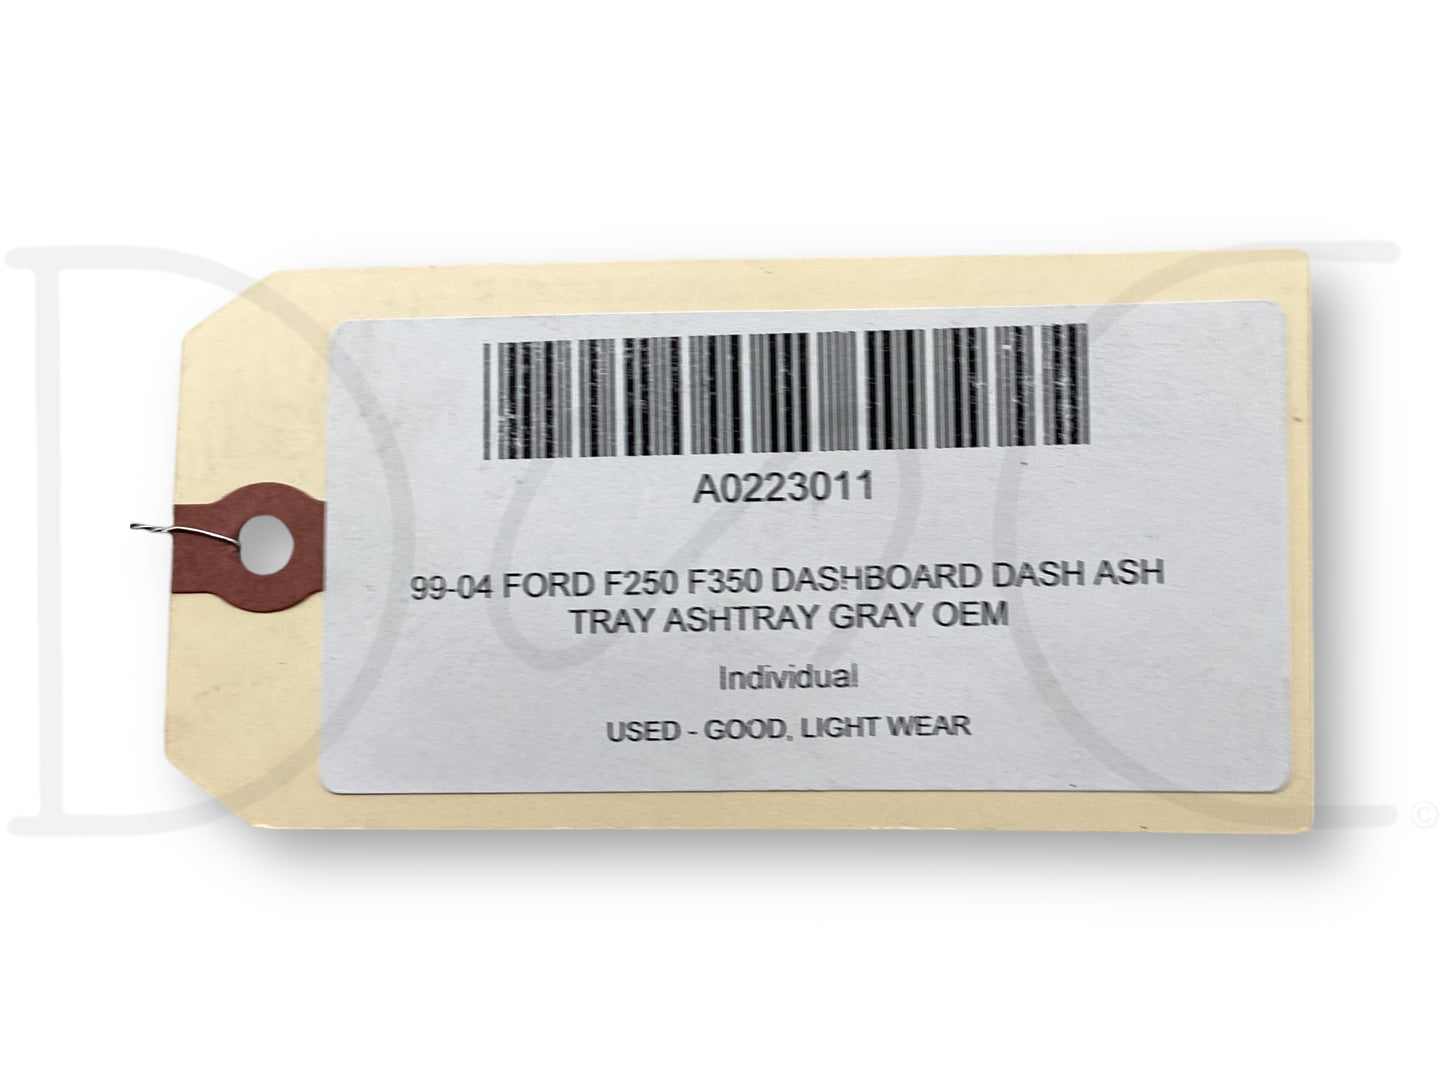 A0223011
99-04 FORD F250 F350 DASHBOARD DASH ASH
TRAY ASHTRAY GRAY OEM
Individual
USED - GOOD, LIGHT WEAR
D C
©